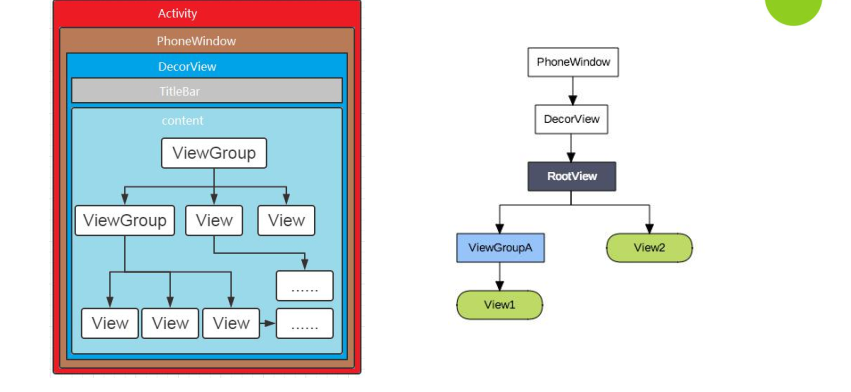 Activity
PhoneWindow
DecorView
TitleBar
content
ViewGroup
ViewGroup
View
View
......
View
View
View
......
PhoneWindow
DecorView
RootView
ViewGroupA
View2
View1